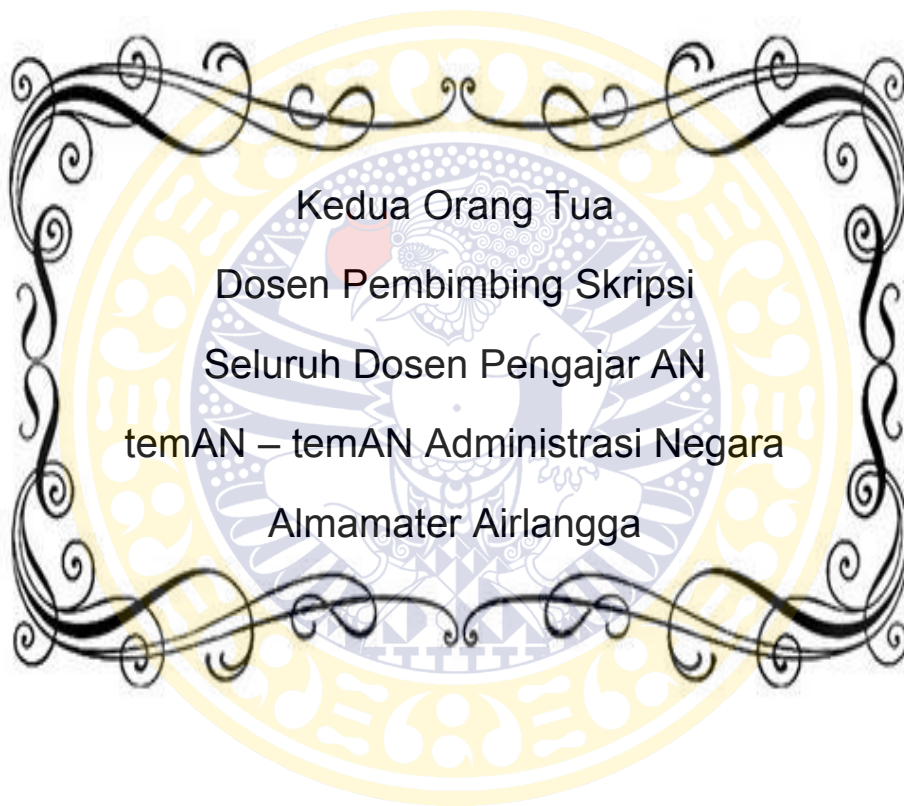 Kedua Orang Tua
Dosen Pembimbing Skripsi
Seluruh Dosen Pengajar AN
temAN – temAN Administrasi Negara
Almamater Airlangga